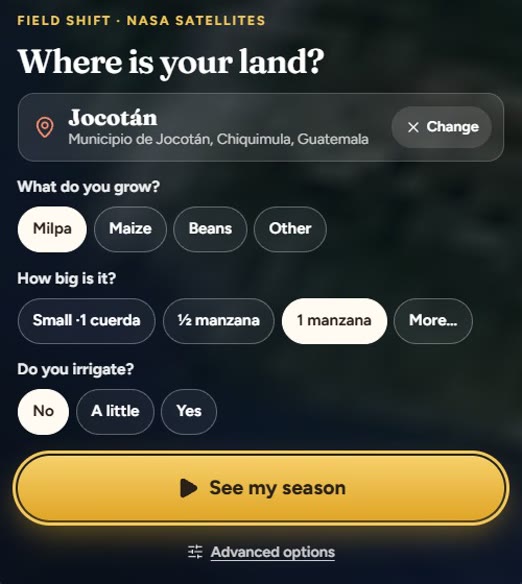 FIELD SHIFT · NASA SATELLITES
Where is your land?
Jocotán
Municipio de Jocotán, Chiquimula, Guatemala
Change
What do you grow?
Milpa Maize Beans Other
How big is it?
Small ·1 cuerda ½ manzana 1 manzana More...
Do you irrigate?
No A little Yes
See my season
Advanced options